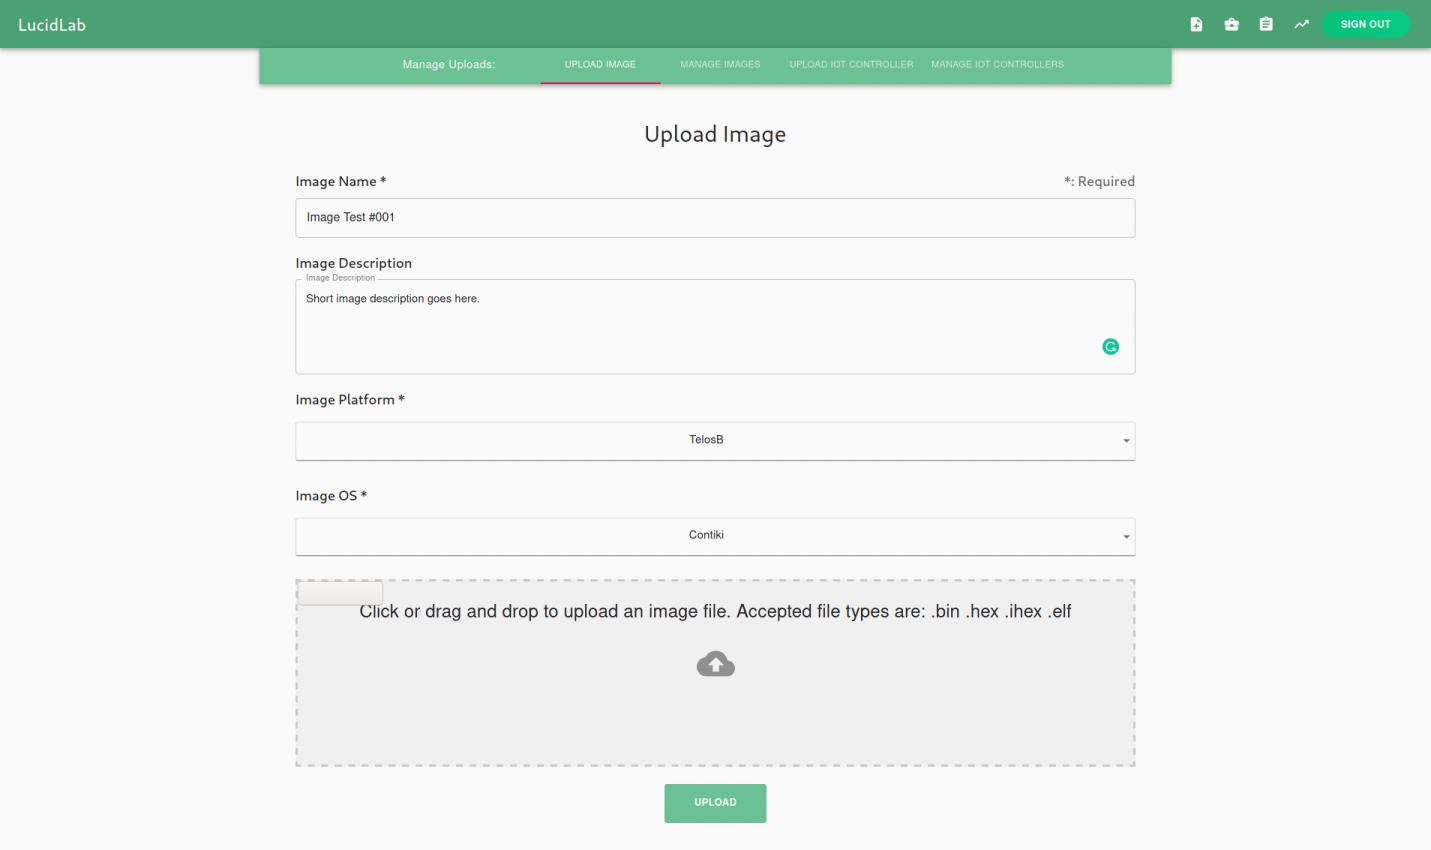 LucidLab
SIGN OUT
Manage Uploads:
UPLOAD IMAGE
MANAGE IMAGES
UPLOAD IOT CONTROLLER
MANAGE IOT CONTROLLERS
Upload Image
Image Name *
*: Required
Image Test #001
Image Description
Image Description
Short image description goes here.
Image Platform *
TelosB
Image OS *
Contiki
Click or drag and drop to upload an image file. Accepted file types are: .bin .hex .ihex .elf
UPLOAD